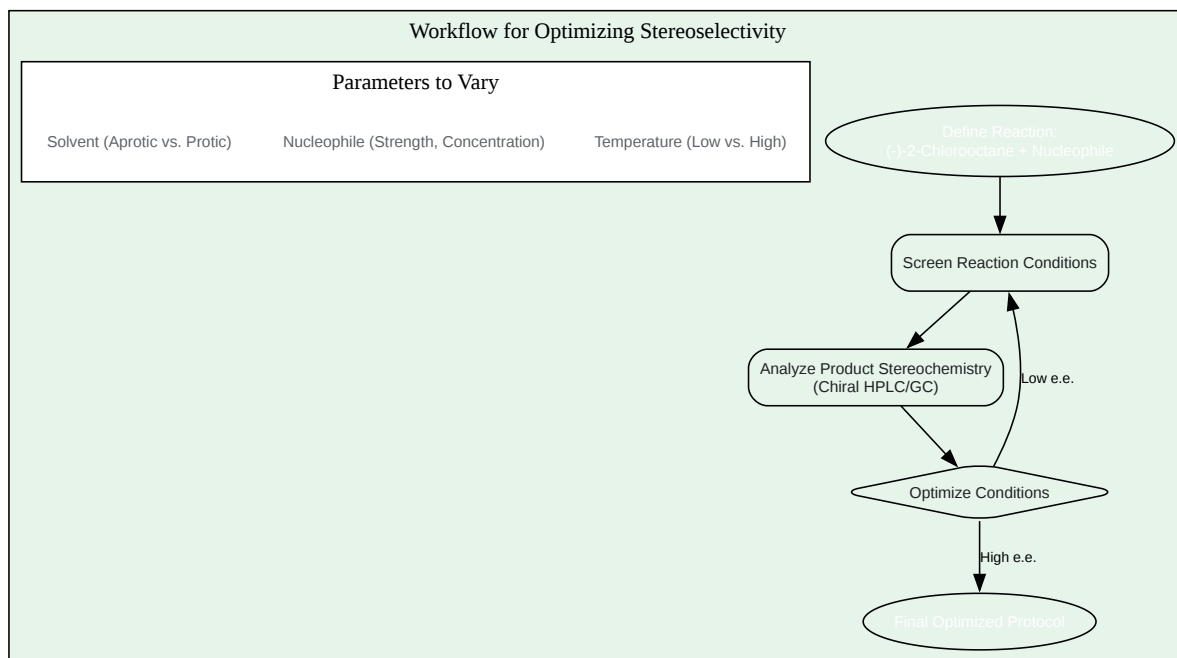 Workflow for Optimizing Stereoselectivity
Parameters to Vary
Solvent (Aprotic vs. Protic)
Nucleophile (Strength, Concentration)
Temperature (Low vs. High)
Define Reaction:
(-)-2-Chlorooctane + Nucleophile
Screen Reaction Conditions
Analyze Product Stereochemistry
(Chiral HPLC/GC)
Low e.e.
Optimize Conditions
High e.e.
Final Optimized Protocol